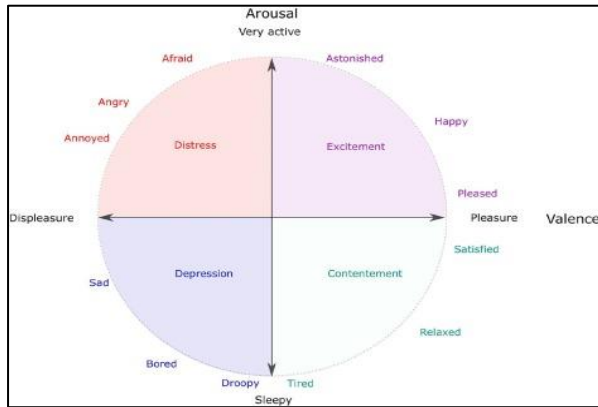 Arousal
Very active
Afraid
Astonished
Angry
Happy
Annoyed
Distress
Excitement
Pleased
Displeasure
Pleasure
Valence
Satisfied
Depression
Contentement
Sad
Relaxed
Bored
Droopy
Tired
Sleepy